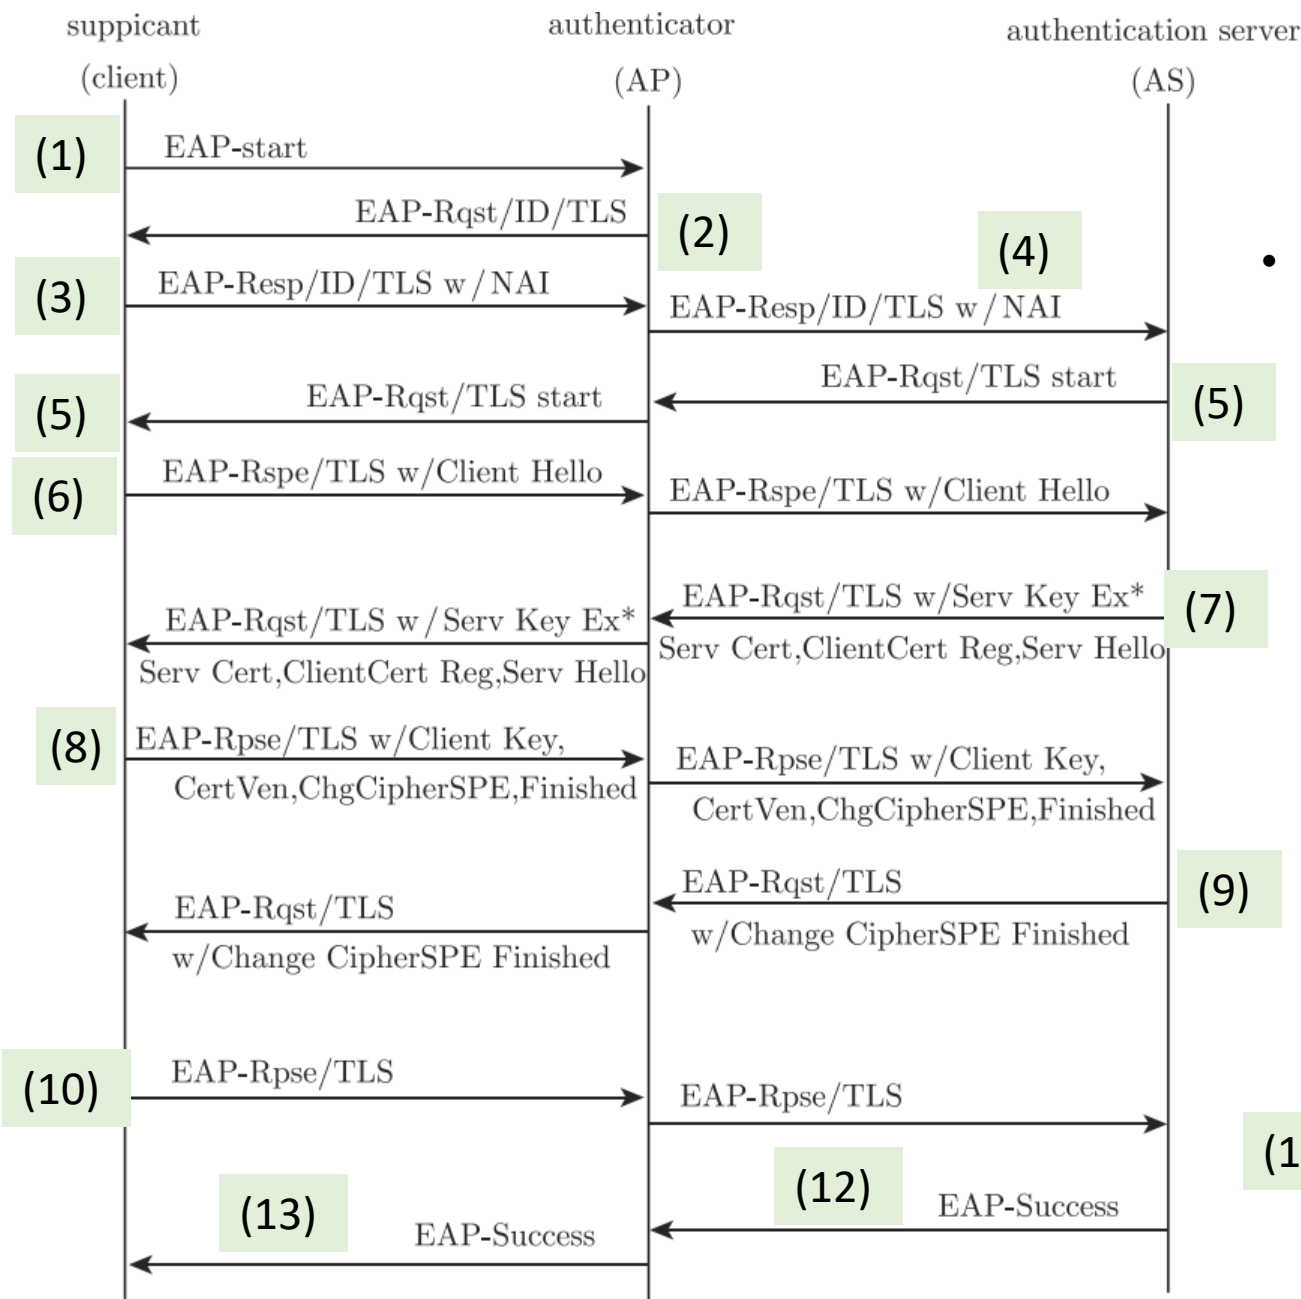 suppicant
authenticator
authentication server
(client)
(AP)
(AS)
(1)
EAP-start
EAP-Rqst/ID/TLS
(2)
(4)
•
(3)
EAP-Resp/ID/TLS w/NAI
EAP-Resp/ID/TLS w/NAI
EAP-Rqst/TLS start
(5)
(5)
EAP-Rqst/TLS start
(6)
EAP-Rspe/TLS w/Client Hello
EAP-Rspe/TLS w/Client Hello
EAP-Rqst/TLS w/Serv Key Ex*
(7)
Serv Cert,ClientCert Reg,Serv Hello
EAP-Rqst/TLS w/Serv Key Ex*
Serv Cert,ClientCert Reg,Serv Hello
(8)
EAP-Rpse/TLS w/Client Key,
CertVen,ChgCipherSPE,Finished
EAP-Rpse/TLS w/Client Key,
CertVen,ChgCipherSPE,Finished
EAP-Rqst/TLS
(9)
w/Change CipherSPE Finished
EAP-Rqst/TLS
w/Change CipherSPE Finished
(10)
EAP-Rpse/TLS
EAP-Rpse/TLS
(1
(12)
EAP-Success
(13)
EAP-Success